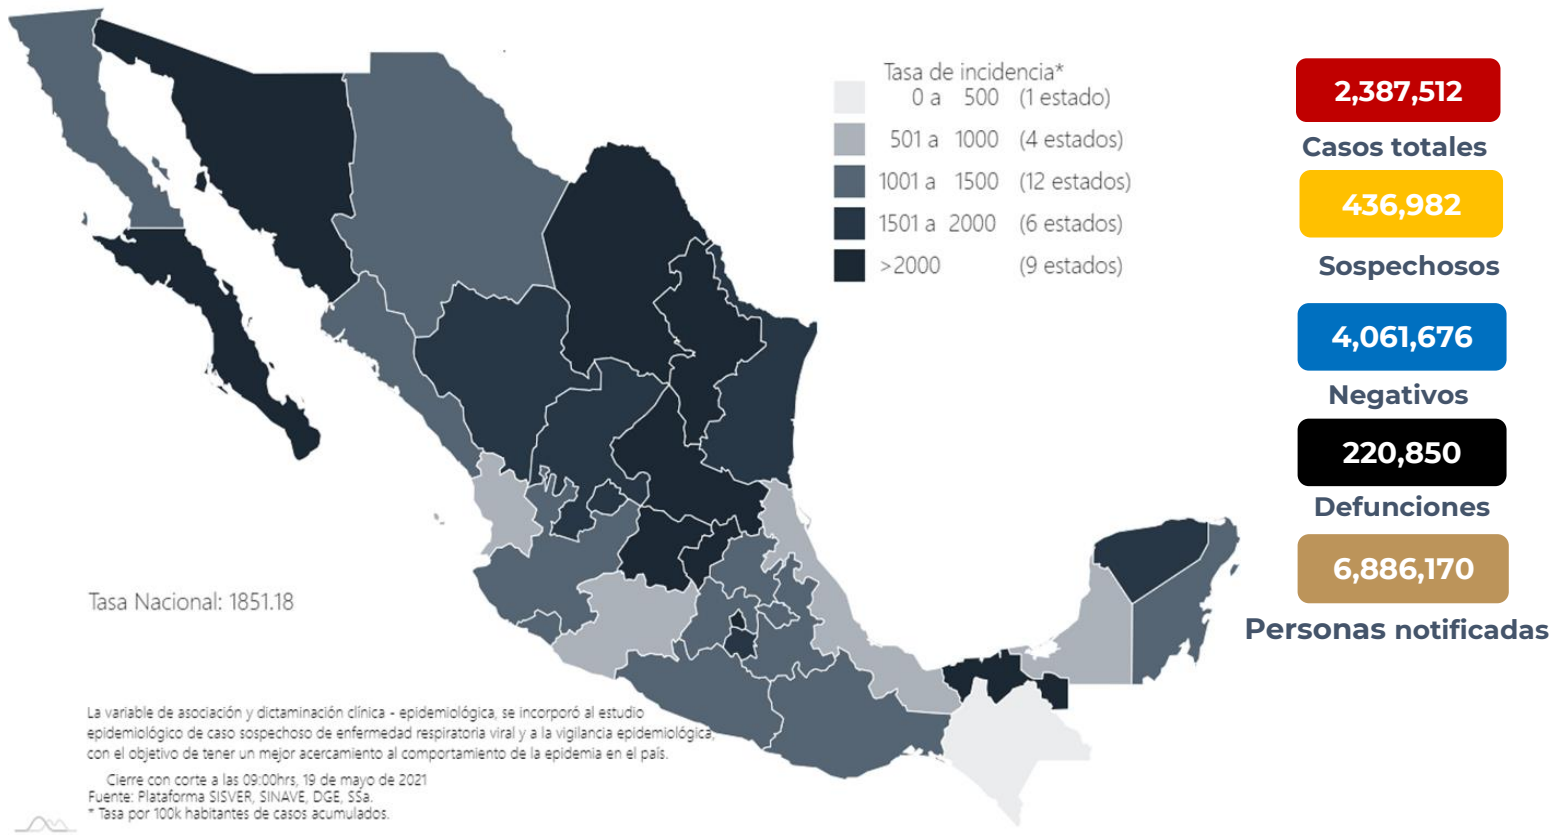 Tasa de incidencia*
0 a 500 (1 estado)
501 a 1000 (4 estados)
1001 a 1500 (12 estados)
1501 a 2000 (6 estados)
>2000 (9 estados)
2,387,512
Casos totales
436,982
Sospechosos
4,061,676
Negativos
220,850
Defunciones
6,886,170
Personas notificadas
Tasa Nacional: 1851.18
La variable de asociación y dictaminación clínica - epidemiológica, se incorporó al estudio
epidemiológico de caso sospechoso de enfermedad respiratoria viral y a la vigilancia epidemiológica,
con el objetivo de tener un mejor acercamiento al comportamiento de la epidemia en el país.
Cierre con corte a las 09:00hrs, 19 de mayo de 2021
Fuente: Plataforma SISVER, SINAVE, DGE, SSa.
* Tasa por 100k habitantes de casos acumulados.